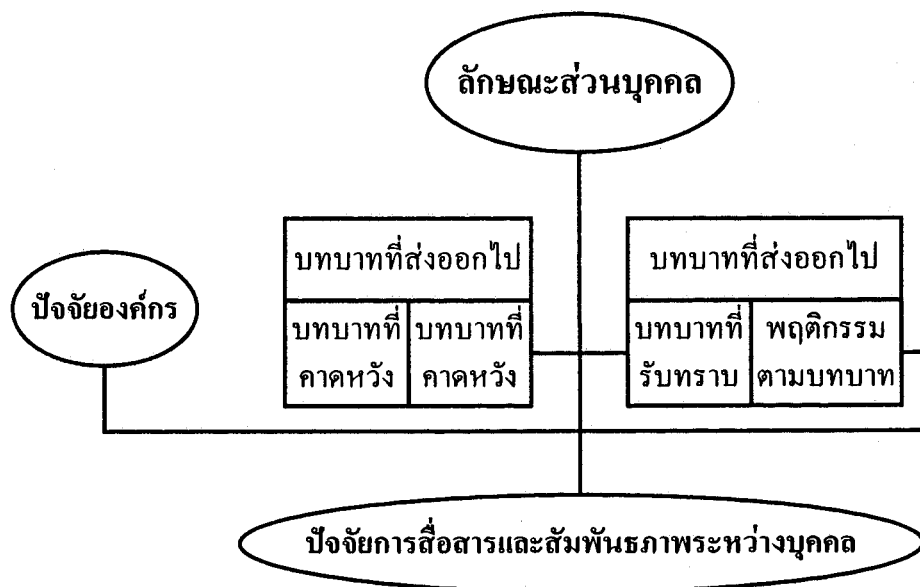 ลักษณะส่วนบุคคล
บทบาทที่ส่งออกไป
บทบาทที่ส่งออกไป
ปัจจัยองค์กร
บทบาทที่
คาดหวัง
บทบาทที่
คาดหวัง
บทบาทที่
รับทราบ
พฤติกรรม
ตามบทบาท
ปัจจัยการสื่อสารและสัมพันธภาพระหว่างบุคคล